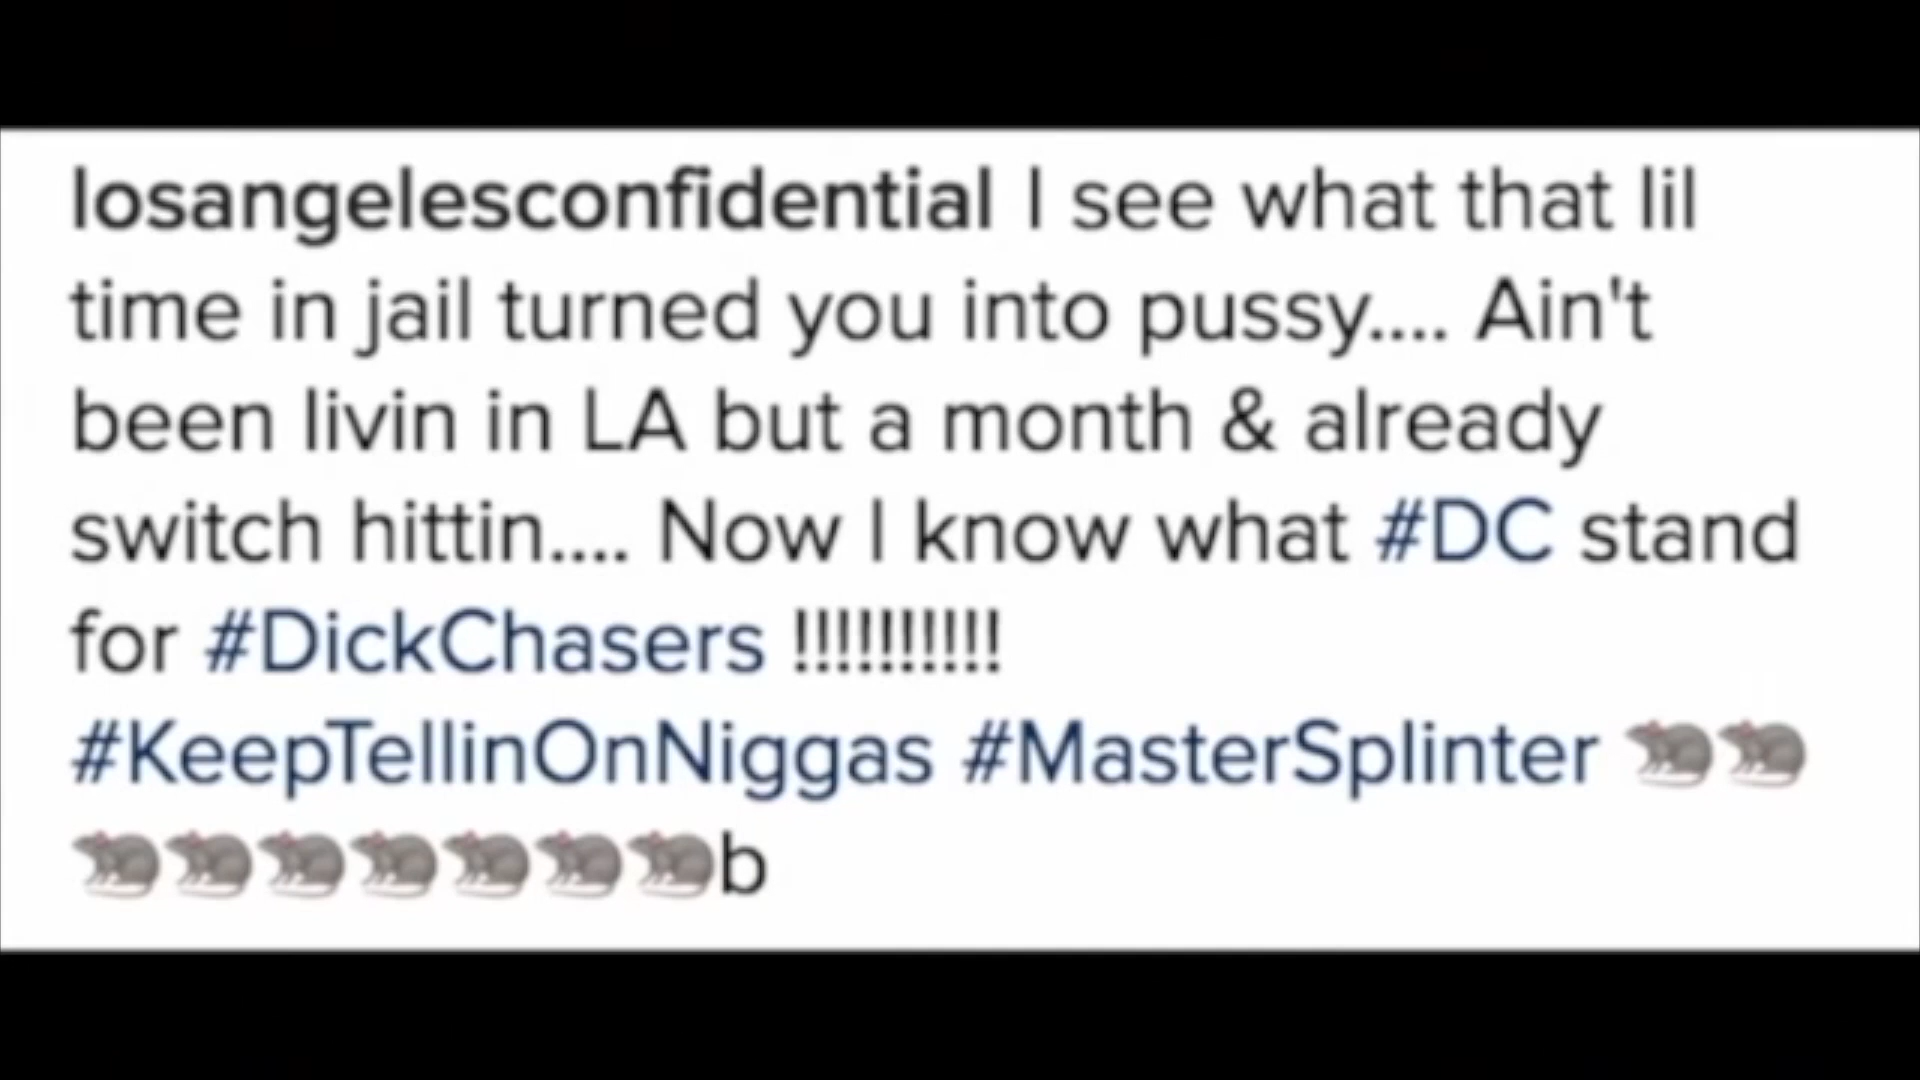 losangelesconfidential I see what that lil
time in jail turned you into pussy.... Ain't
been livin in LA but a month & already
switch hittin.... Now I know what #DC stand
for #DickChasers !!!!!!!!!!
#KeepTellinOnNiggas #MasterSplinter 🐀🐀
🐀🐀🐀🐀🐀🐀🐀b